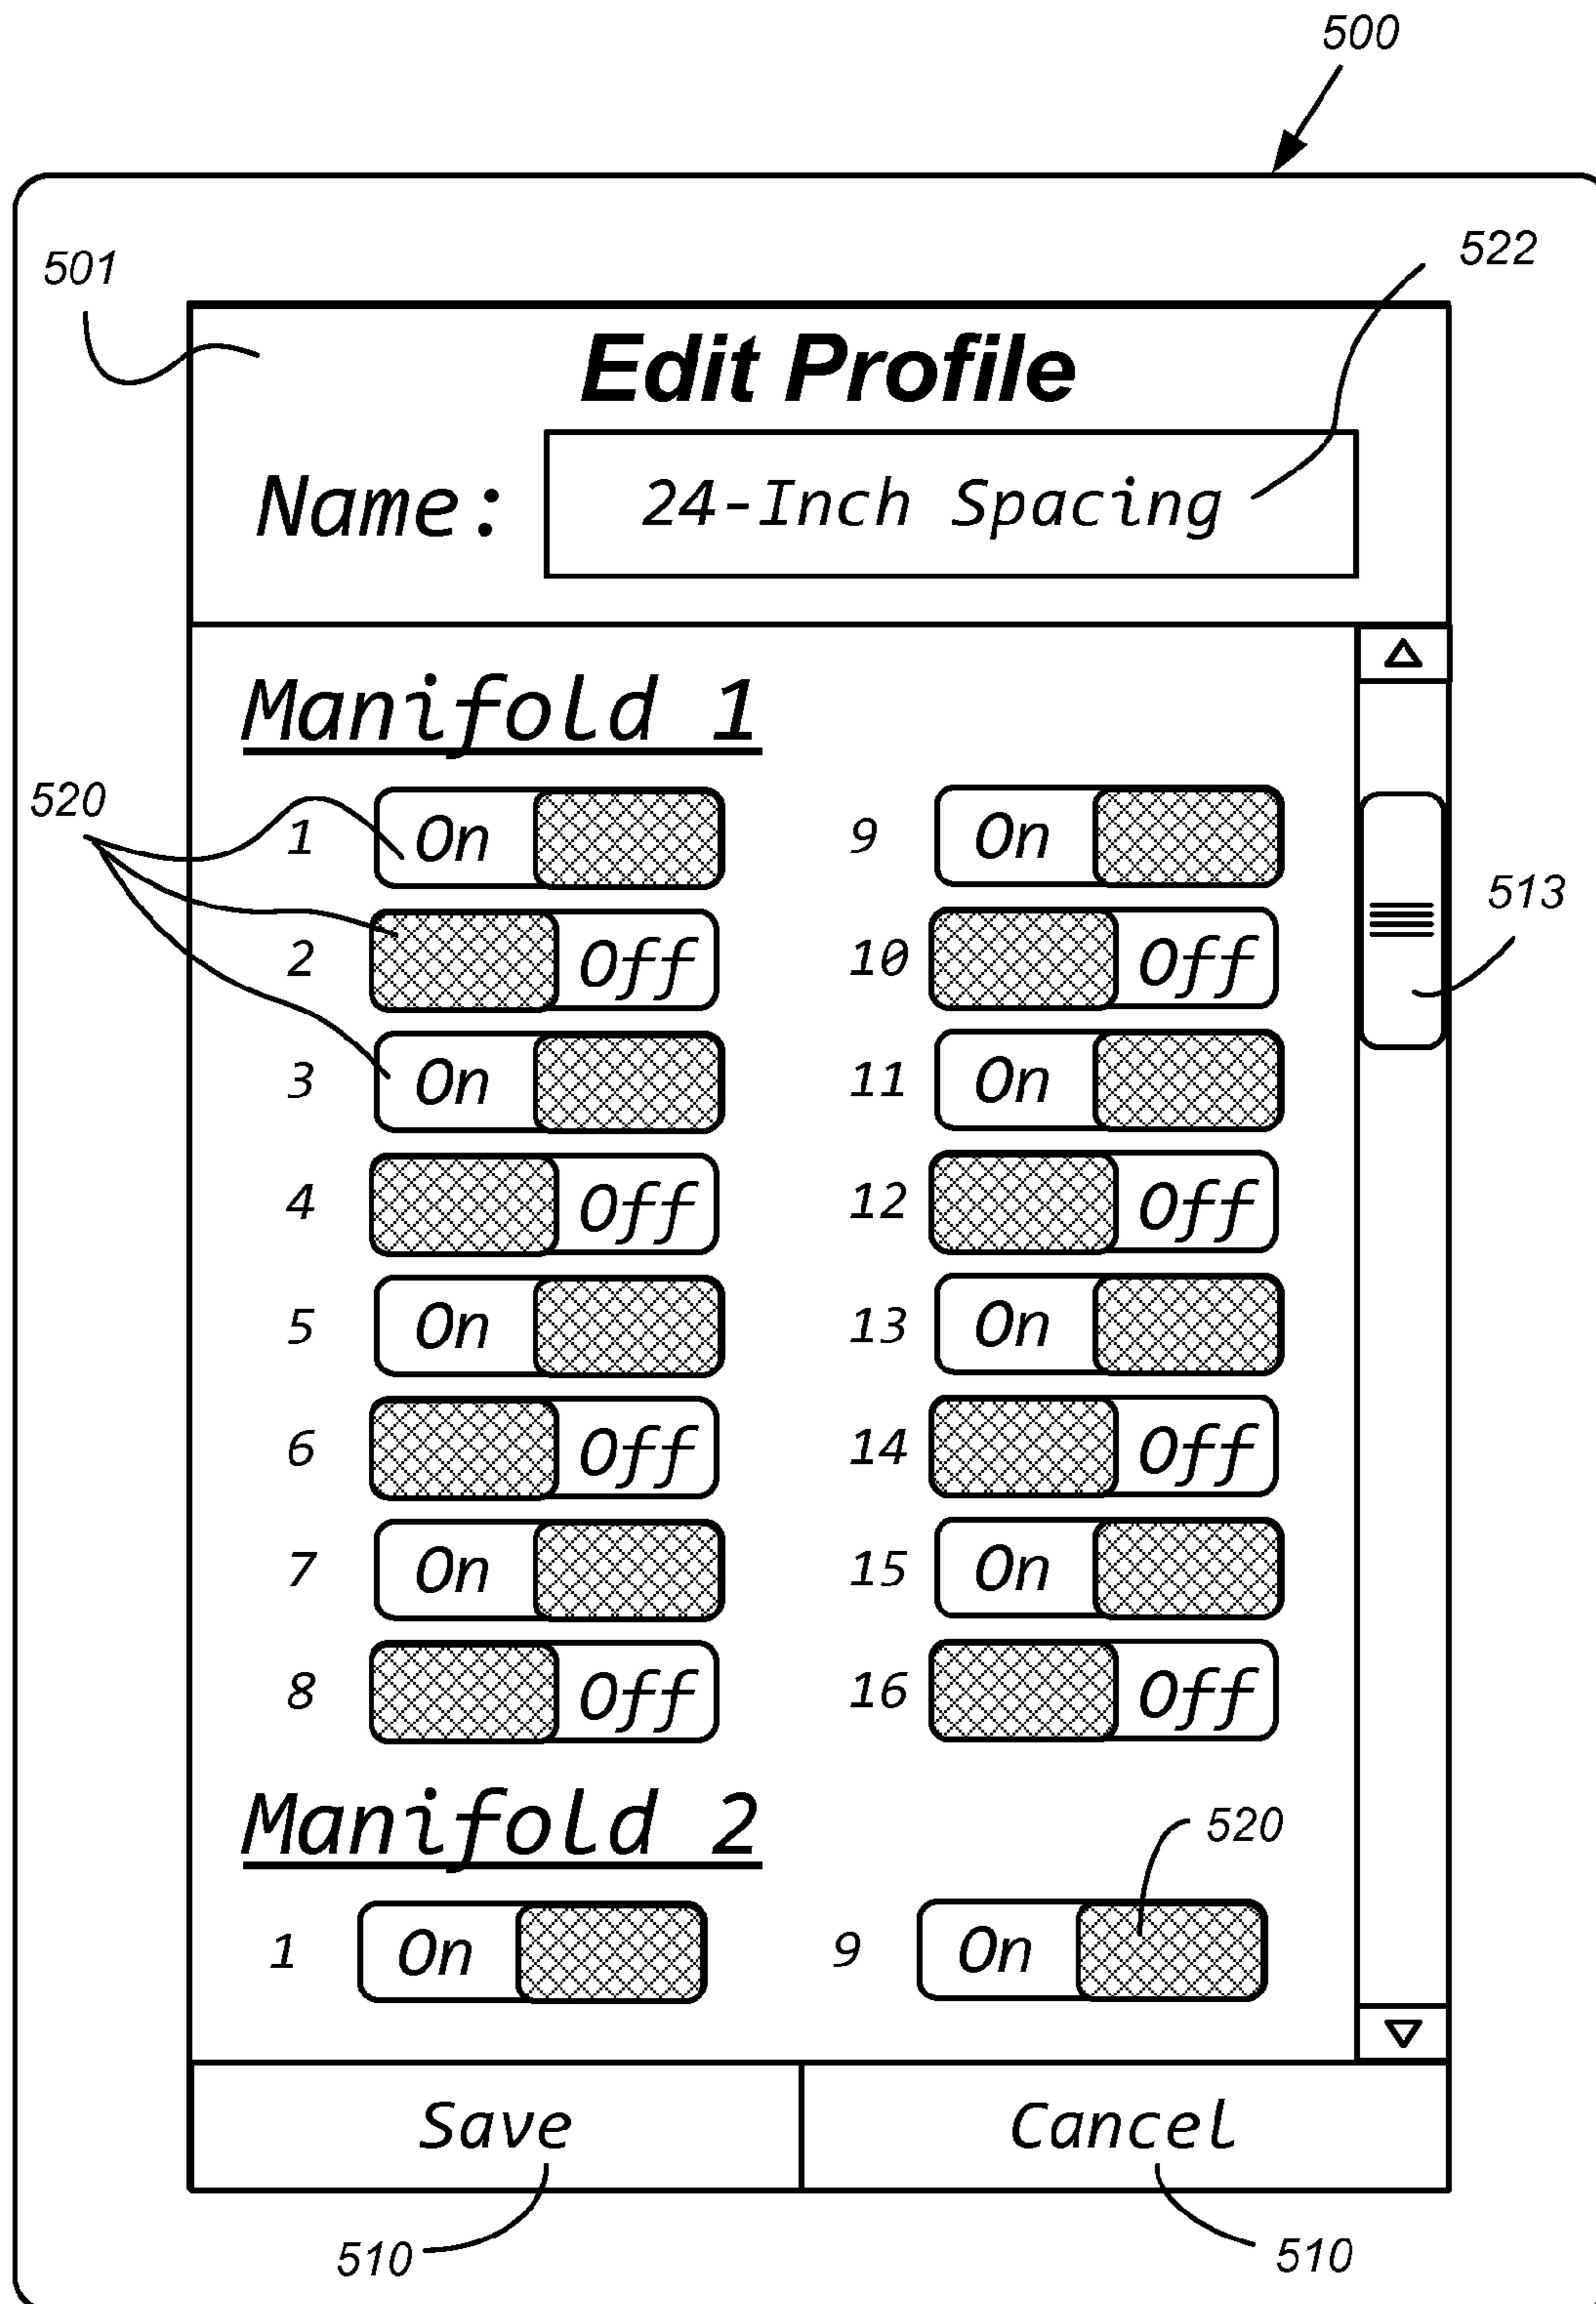 500
501
522
Edit Profile
Name: 24-Inch Spacing
Manifold 1
520
1 On 9 On
513
2 Off 10 Off
3 On 11 On
4 Off 12 Off
5 On 13 On
6 Off 14 Off
7 On 15 On
8 Off 16 Off
Manifold 2
520
1 On 9 On
Save Cancel
510 510